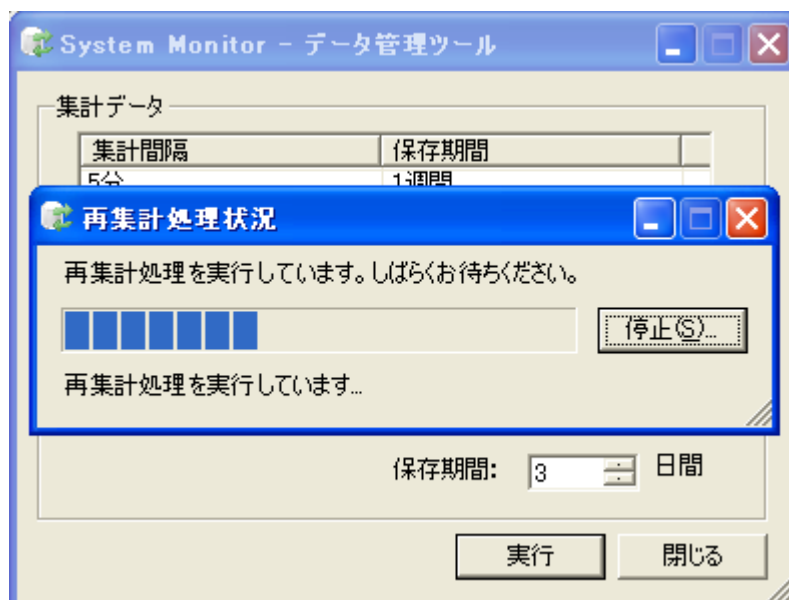 System Monitor - データ管理ツール
集計データ
集計間隔 保存期間
5分 1週間
再集計処理状況
再集計処理を実行しています。しばらくお待ちください。
停止(S)...
再集計処理を実行しています...
保存期間: 3 日間
実行 閉じる